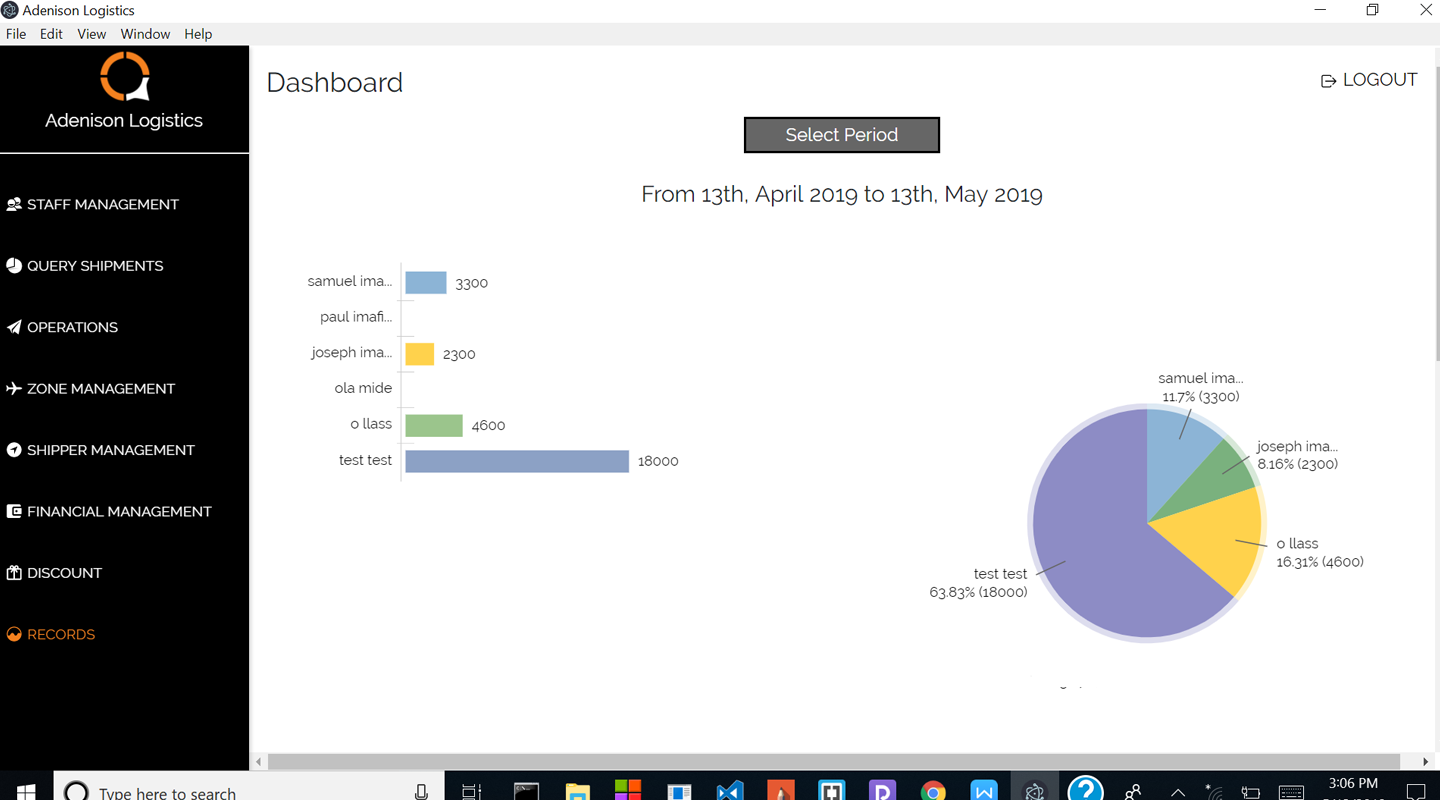 Adenison Logistics
File Edit View Window Help
Adenison Logistics
STAFF MANAGEMENT
QUERY SHIPMENTS
OPERATIONS
ZONE MANAGEMENT
SHIPPER MANAGEMENT
FINANCIAL MANAGEMENT
DISCOUNT
RECORDS
Dashboard
LOGOUT
Select Period
From 13th, April 2019 to 13th, May 2019
samuel ima... 3300
paul imafi...
joseph ima... 2300
ola mide
o llass 4600
test test 18000
samuel ima...
11.7% (3300)
joseph ima...
8.16% (2300)
o llass
16.31% (4600)
test test
63.83% (18000)
Type here to search
3:06 PM